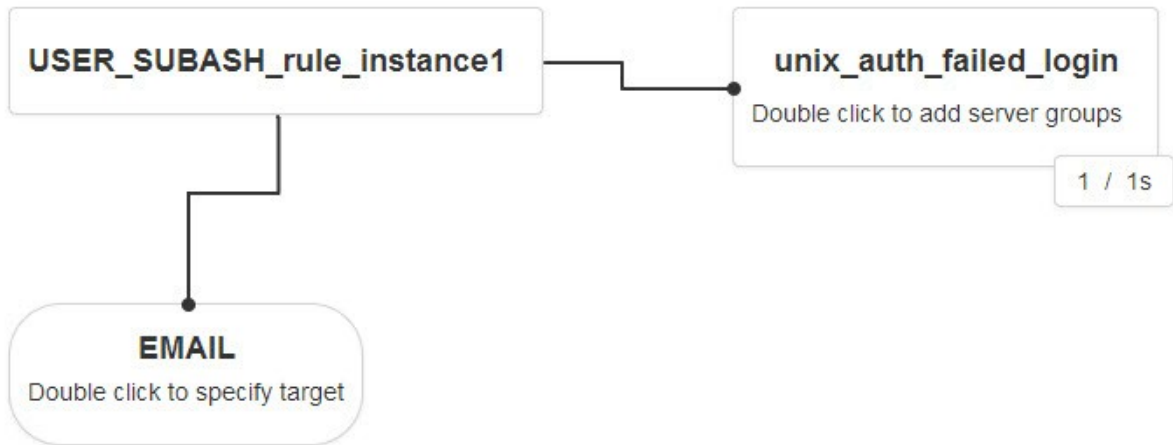 USER_SUBASH_rule_instance1
unix_auth_failed_login
Double click to add server groups
1 / 1s
EMAIL
Double click to specify target